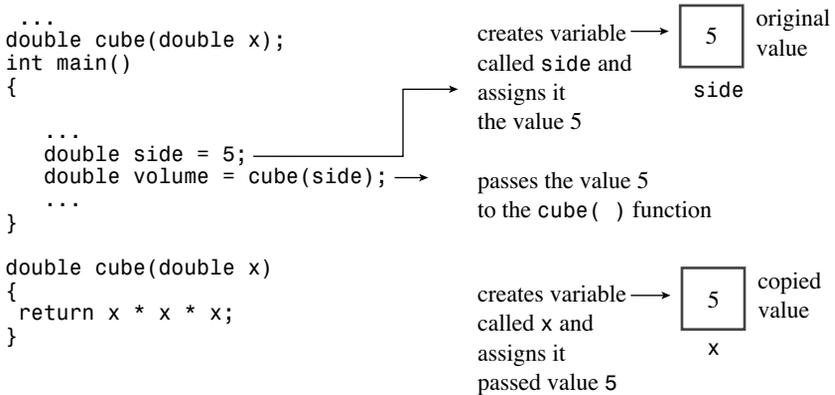 ...
double cube(double x);
int main()
{
...
double side = 5;
double volume = cube(side);
...
}
double cube(double x)
{
return x * x * x;
}
creates variable
called side and
assigns it
the value 5
5
original
value
side
passes the value 5
to the cube( ) function
creates variable
called x and
assigns it
passed value 5
5
copied
value
x